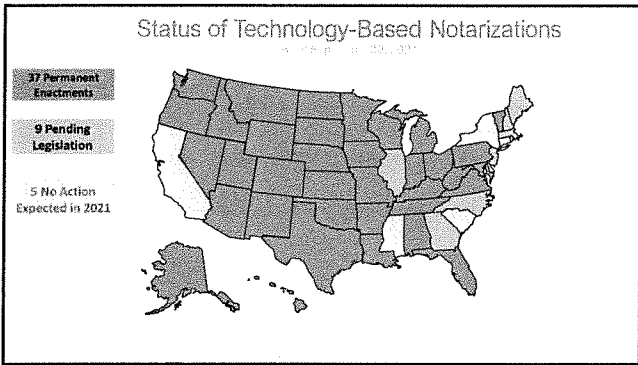 Status of Technology-Based Notarizations
37 Permanent
Enactments
9 Pending
Legislation
5 No Action
Expected in 2021